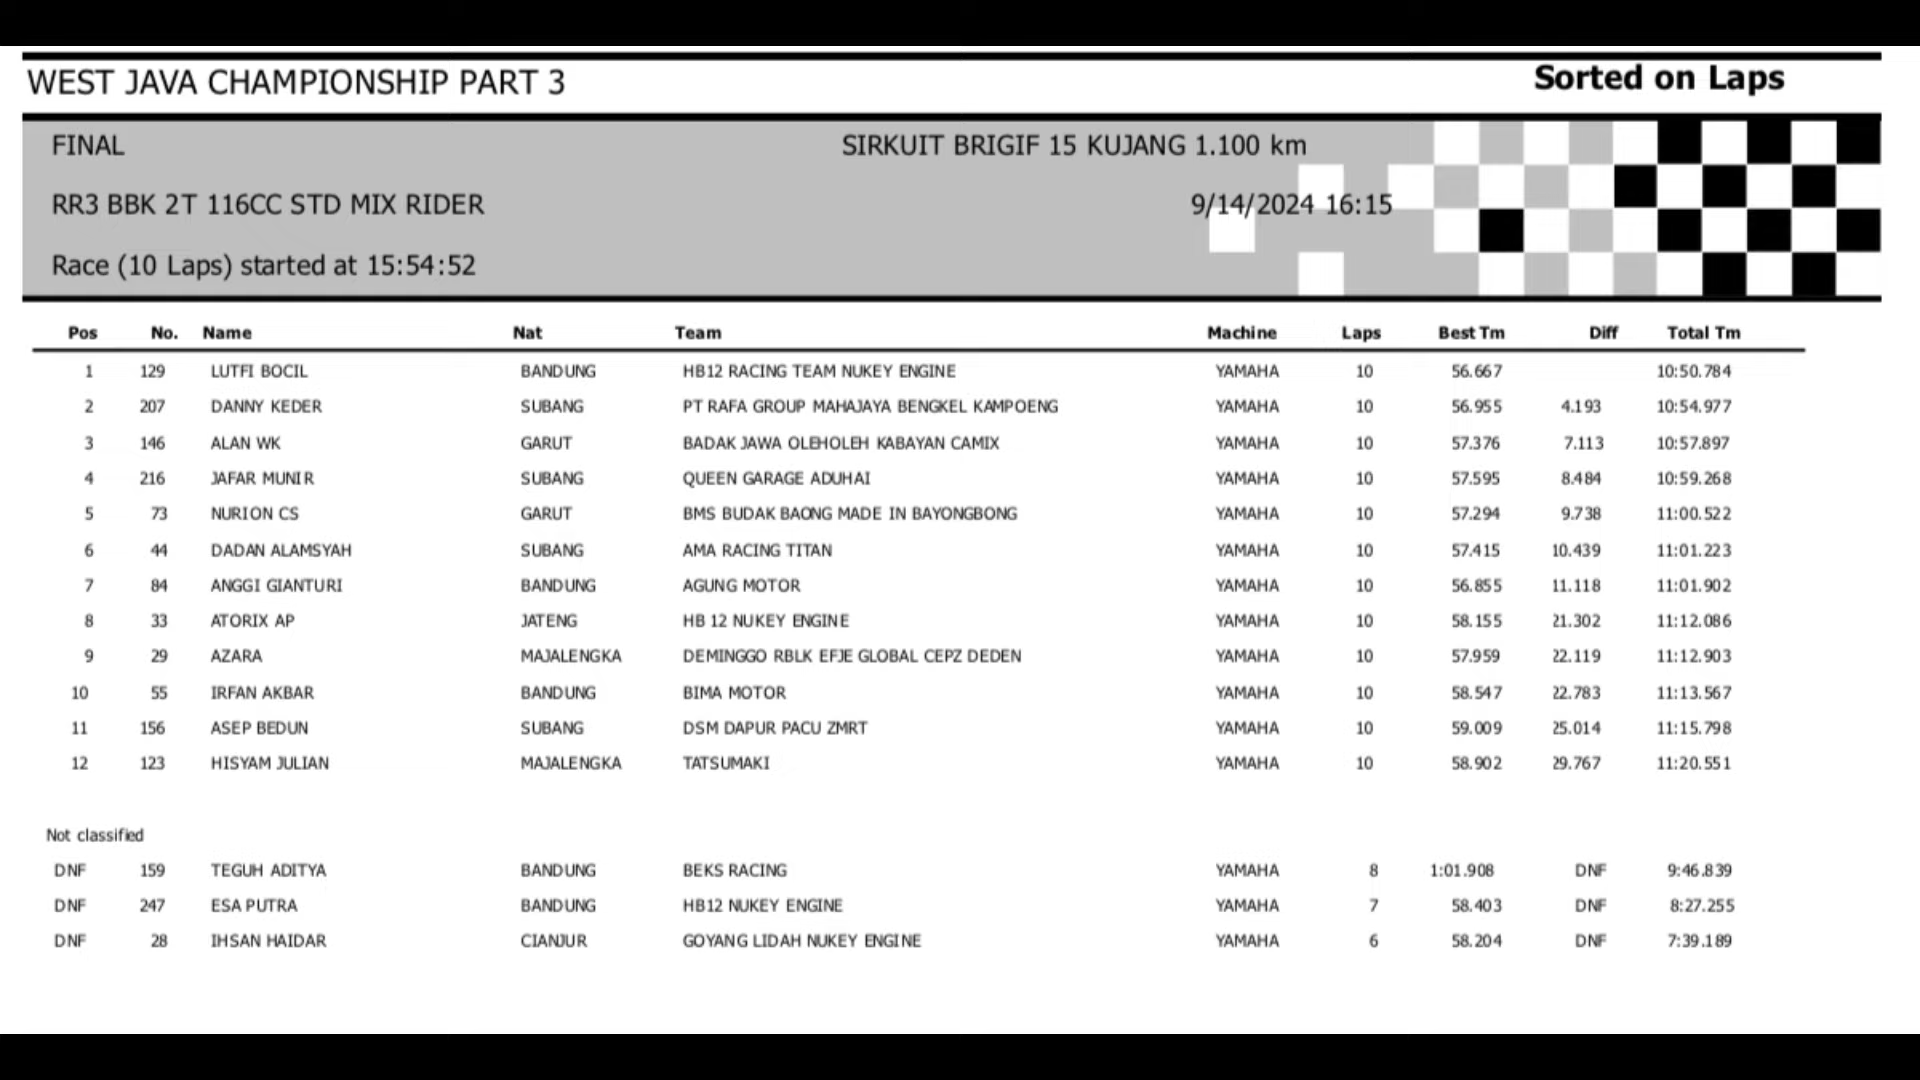 WEST JAVA CHAMPIONSHIP PART 3 Sorted on Laps
FINAL SIRKUIT BRIGIF 15 KUJANG 1.100 km
RR3 BBK 2T 116CC STD MIX RIDER 9/14/2024 16:15
Race (10 Laps) started at 15:54:52
Pos No. Name Nat Team Machine Laps Best Tm Diff Total Tm
1 129 LUTFI BOCIL BANDUNG HB12 RACING TEAM NUKEY ENGINE YAMAHA 10 56.667 10:50.784
2 207 DANNY KEDER SUBANG PT RAFA GROUP MAHAJAYA BENGKEL KAMPOENG YAMAHA 10 56.955 4.193 10:54.977
3 146 ALAN WK GARUT BADAK JAWA OLEHOLEH KABAYAN CAMIX YAMAHA 10 57.376 7.113 10:57.897
4 216 JAFAR MUNIR SUBANG QUEEN GARAGE ADUHAI YAMAHA 10 57.595 8.484 10:59.268
5 73 NURION CS GARUT BMS BUDAK BAONG MADE IN BAYONGBONG YAMAHA 10 57.294 9.738 11:00.522
6 44 DADAN ALAMSYAH SUBANG AMA RACING TITAN YAMAHA 10 57.415 10.439 11:01.223
7 84 ANGGI GIANTURI BANDUNG AGUNG MOTOR YAMAHA 10 56.855 11.118 11:01.902
8 33 ATORIX AP JATENG HB 12 NUKEY ENGINE YAMAHA 10 58.155 21.302 11:12.086
9 29 AZARA MAJALENGKA DEMINGGO RBLK EFJE GLOBAL CEPZ DEDEN YAMAHA 10 57.959 22.119 11:12.903
10 55 IRFAN AKBAR BANDUNG BIMA MOTOR YAMAHA 10 58.547 22.783 11:13.567
11 156 ASEP BEDUN SUBANG DSM DAPUR PACU ZMRT YAMAHA 10 59.009 25.014 11:15.798
12 123 HISYAM JULIAN MAJALENGKA TATSUMAKI YAMAHA 10 58.902 29.767 11:20.551
Not classified
DNF 159 TEGUH ADITYA BANDUNG BEKS RACING YAMAHA 8 1:01.908 DNF 9:46.839
DNF 247 ESA PUTRA BANDUNG HB12 NUKEY ENGINE YAMAHA 7 58.403 DNF 8:27.255
DNF 28 IHSAN HAIDAR CIANJUR GOYANG LIDAH NUKEY ENGINE YAMAHA 6 58.204 DNF 7:39.189